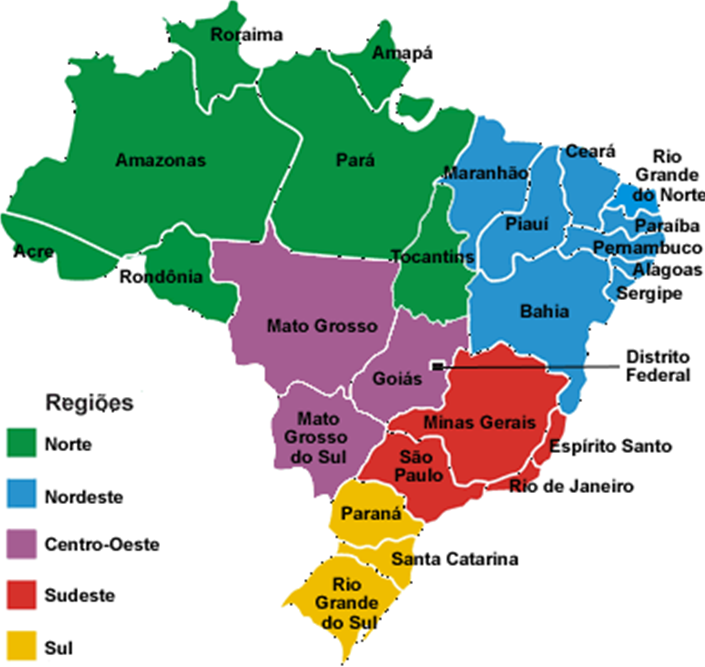 Roraima
Amapá
Amazonas
Pará
Maranhão
Ceará
Rio
Grande
do Norte
Piauí
Paraíba
Pernambuco
Acre
Rondônia
Tocantins
Alagoas
Sergipe
Bahia
Mato Grosso
Distrito
Federal
Goiás
Minas Gerais
Mato
Grosso
do Sul
Espírito Santo
São
Paulo
Rio de Janeiro
Paraná
Santa Catarina
Rio
Grande
do Sul
Regiões
Norte
Nordeste
Centro-Oeste
Sudeste
Sul